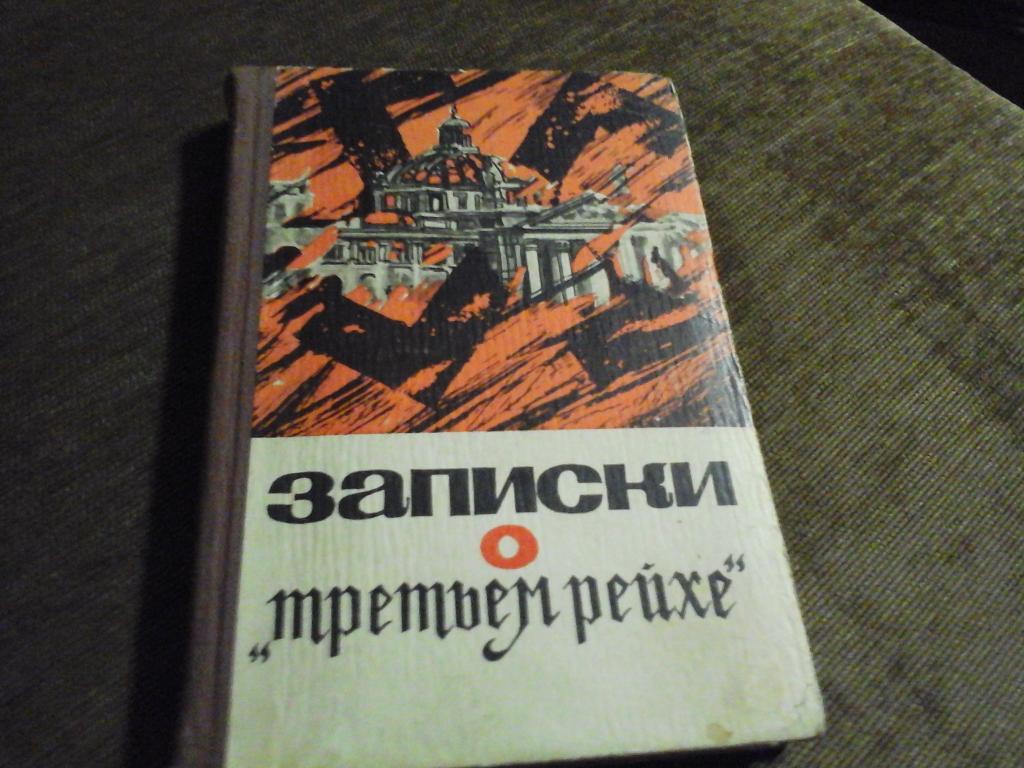 записки
о
„третьем рейхе“